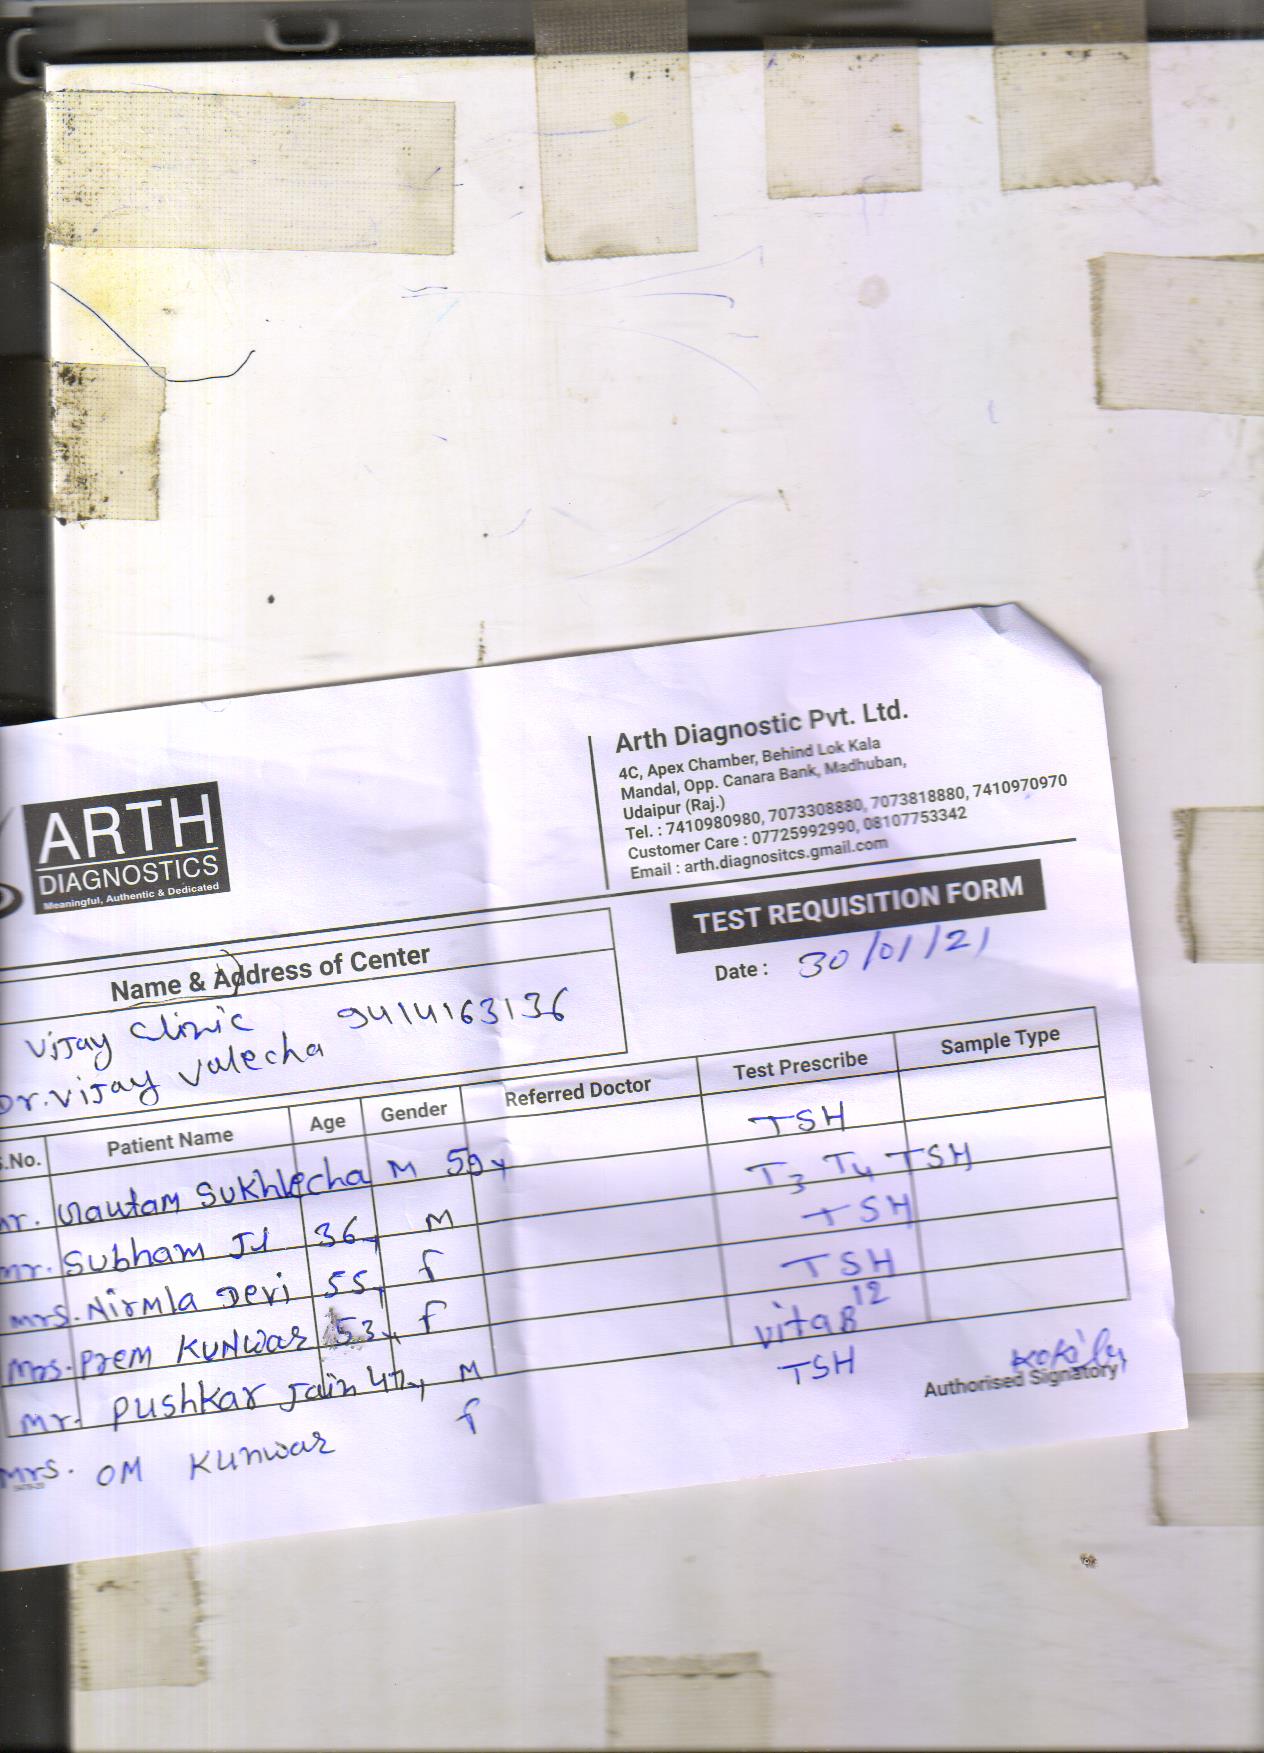 ARTH
DIAGNOSTICS
Meaningful, Authentic & Dedicated
Arth Diagnostic Pvt. Ltd.
4C, Apex Chamber, Behind Lok Kala
Mandal, Opp. Canara Bank, Madhuban,
Udaipur (Raj.)
Tel. : 7410980980, 7073308880, 7073818880, 7410970970
Customer Care : 07725992990, 08107753342
Email : arth.diagnositcs.gmail.com
TEST REQUISITION FORM
Date : 30/01/21
Name & Address of Center
Vijay Clinic 9414163136
Dr. Vijay Valecha
S.No. Patient Name Age Gender Referred Doctor Test Prescribe Sample Type
Mr. Gautam Sukhlecha M 59y TSH
Mr. Subham 36y M T3 T4 TSH
Mrs. Nirmla Devi 55y F TSH
Mrs. Prem Kunwar 53y F TSH
Mr. Pushkar Jain 47y M Vita B12
Mrs. OM Kunwar F TSH
Authorised Signatory